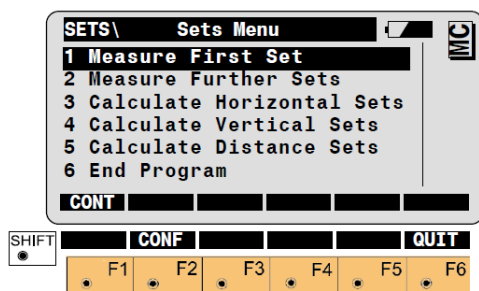 SETS\ Sets Menu MC
1 Measure First Set
2 Measure Further Sets
3 Calculate Horizontal Sets
4 Calculate Vertical Sets
5 Calculate Distance Sets
6 End Program
CONT
SHIFT CONF QUIT
F1 F2 F3 F4 F5 F6